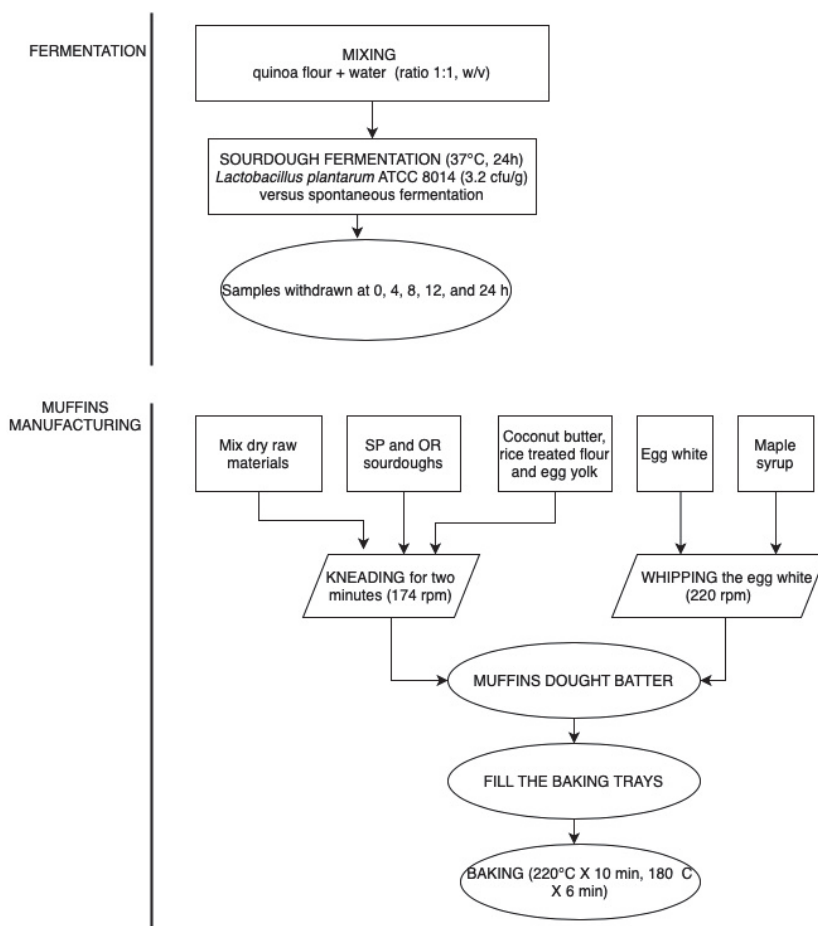 FERMENTATION
MIXING
quinoa flour + water (ratio 1:1, w/v)
SOURDOUGH FERMENTATION (37°C, 24h)
Lactobacillus plantarum ATCC 8014 (3.2 cfu/g)
versus spontaneous fermentation
Samples withdrawn at 0, 4, 8, 12, and 24 h
MUFFINS
MANUFACTURING
Mix dry raw
materials
SP and OR
sourdoughs
Coconut butter,
rice treated flour
and egg yolk
Egg white
Maple
syrup
KNEADING for two
minutes (174 rpm)
WHIPPING the egg white
(220 rpm)
MUFFINS DOUGHT BATTER
FILL THE BAKING TRAYS
BAKING (220°C X 10 min, 180 C
X 6 min)